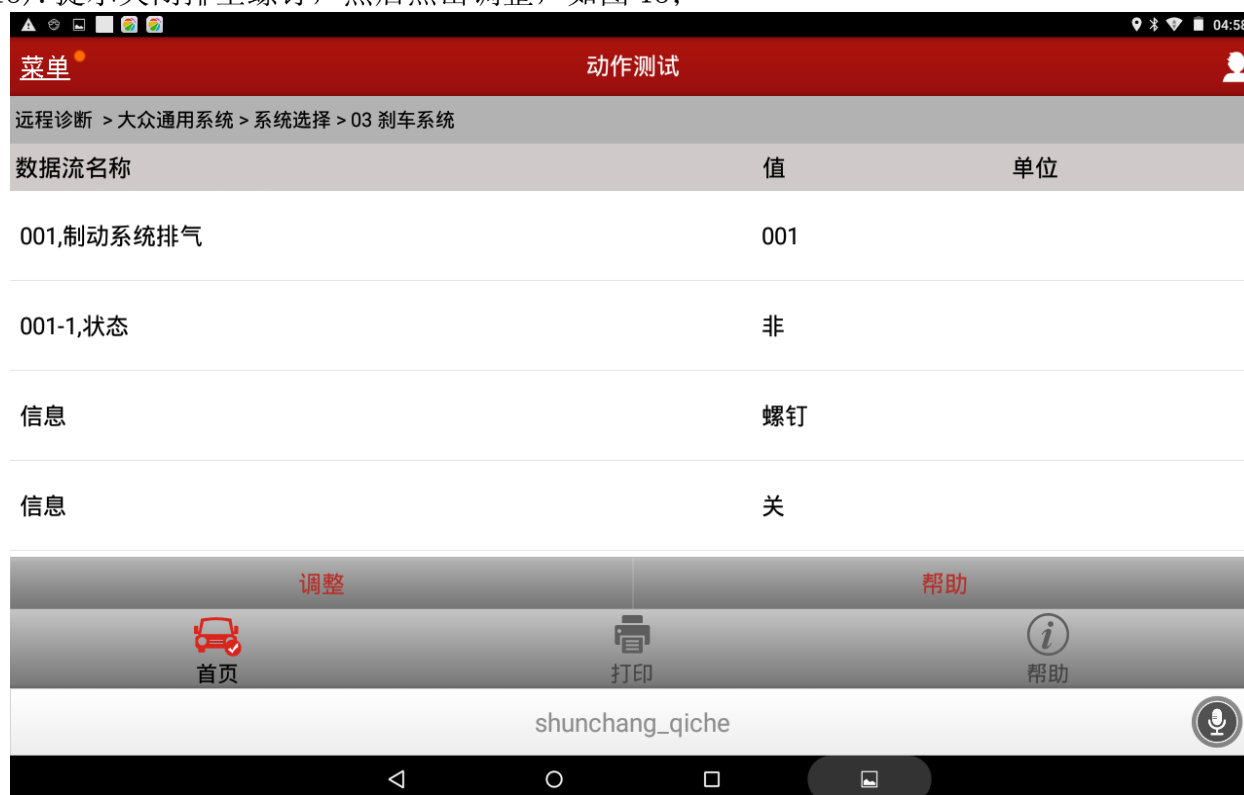 04:58
菜单
动作测试
远程诊断 > 大众通用系统 > 系统选择 > 03 刹车系统
数据流名称 值 单位
001,制动系统排气 001
001-1,状态 非
信息 螺钉
信息 关
调整 帮助
首页 打印 帮助
shunchang_qiche